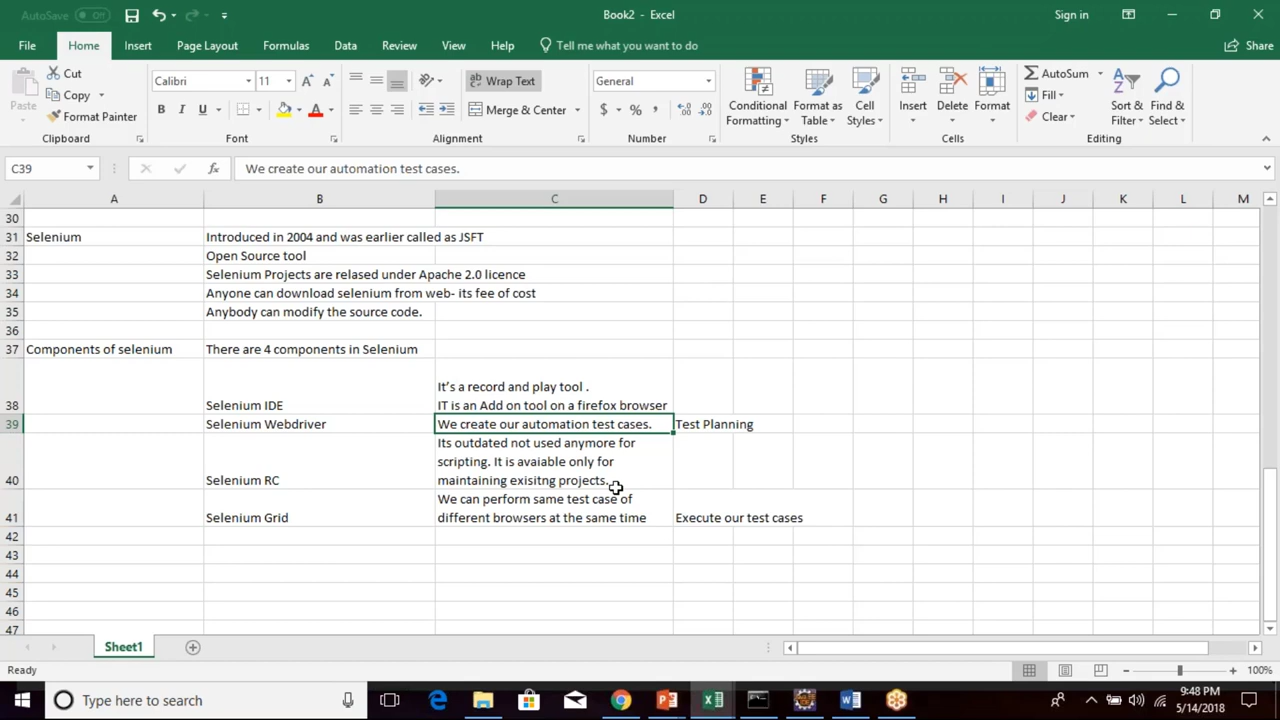 AutoSave Off
Book2 - Excel
Sign in
File Home Insert Page Layout Formulas Data Review View Help Tell me what you want to do Share
Paste
Cut
Copy
Format Painter
Clipboard
Calibri 11
B I U
Font
Wrap Text
Merge & Center
Alignment
General
$ % ,
Number
Conditional Formatting
Format as Table
Cell Styles
Styles
Insert Delete Format
Cells
AutoSum
Fill
Clear
Sort & Filter
Find & Select
Editing
C39 fx We create our automation test cases.
A B C D E F G H I J K L M
30
31 Selenium Introduced in 2004 and was earlier called as JSFT
32 Open Source tool
33 Selenium Projects are relased under Apache 2.0 licence
34 Anyone can download selenium from web- its fee of cost
35 Anybody can modify the source code.
36
37 Components of selenium There are 4 components in Selenium
It's a record and play tool .
38 Selenium IDE IT is an Add on tool on a firefox browser
39 Selenium Webdriver We create our automation test cases. Test Planning
Its outdated not used anymore for
scripting. It is avaiable only for
40 Selenium RC maintaining exisitng projects.
We can perform same test case of
41 Selenium Grid different browsers at the same time Execute our test cases
42
43
44
45
46
47
Sheet1
Ready 100%
Type here to search
9:48 PM
5/14/2018